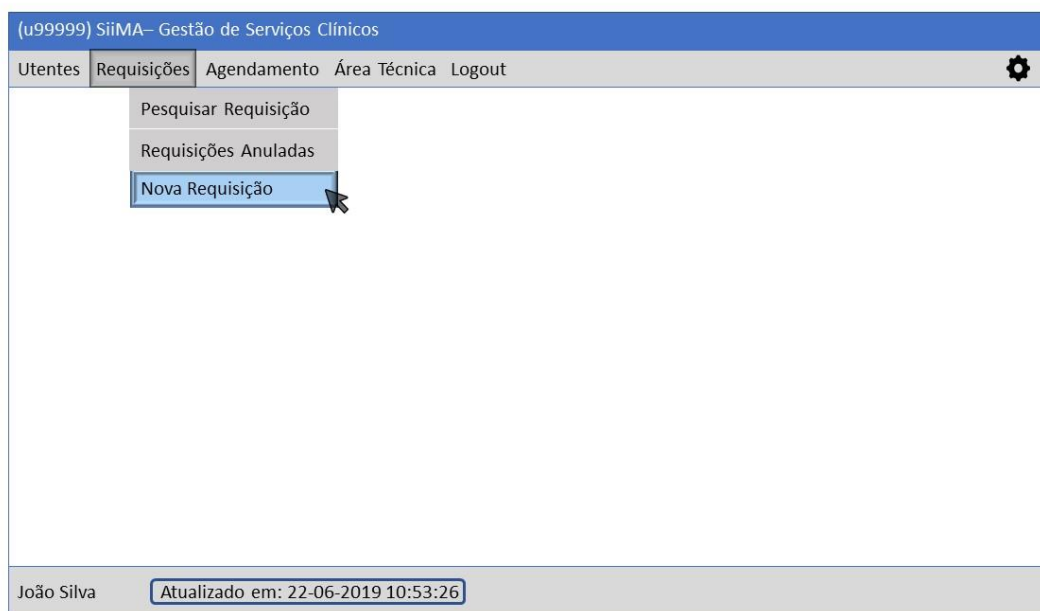 (u99999) SiiMA– Gestão de Serviços Clínicos
Utentes Requisições Agendamento Área Técnica Logout
Pesquisar Requisição
Requisições Anuladas
Nova Requisição
João Silva Atualizado em: 22-06-2019 10:53:26